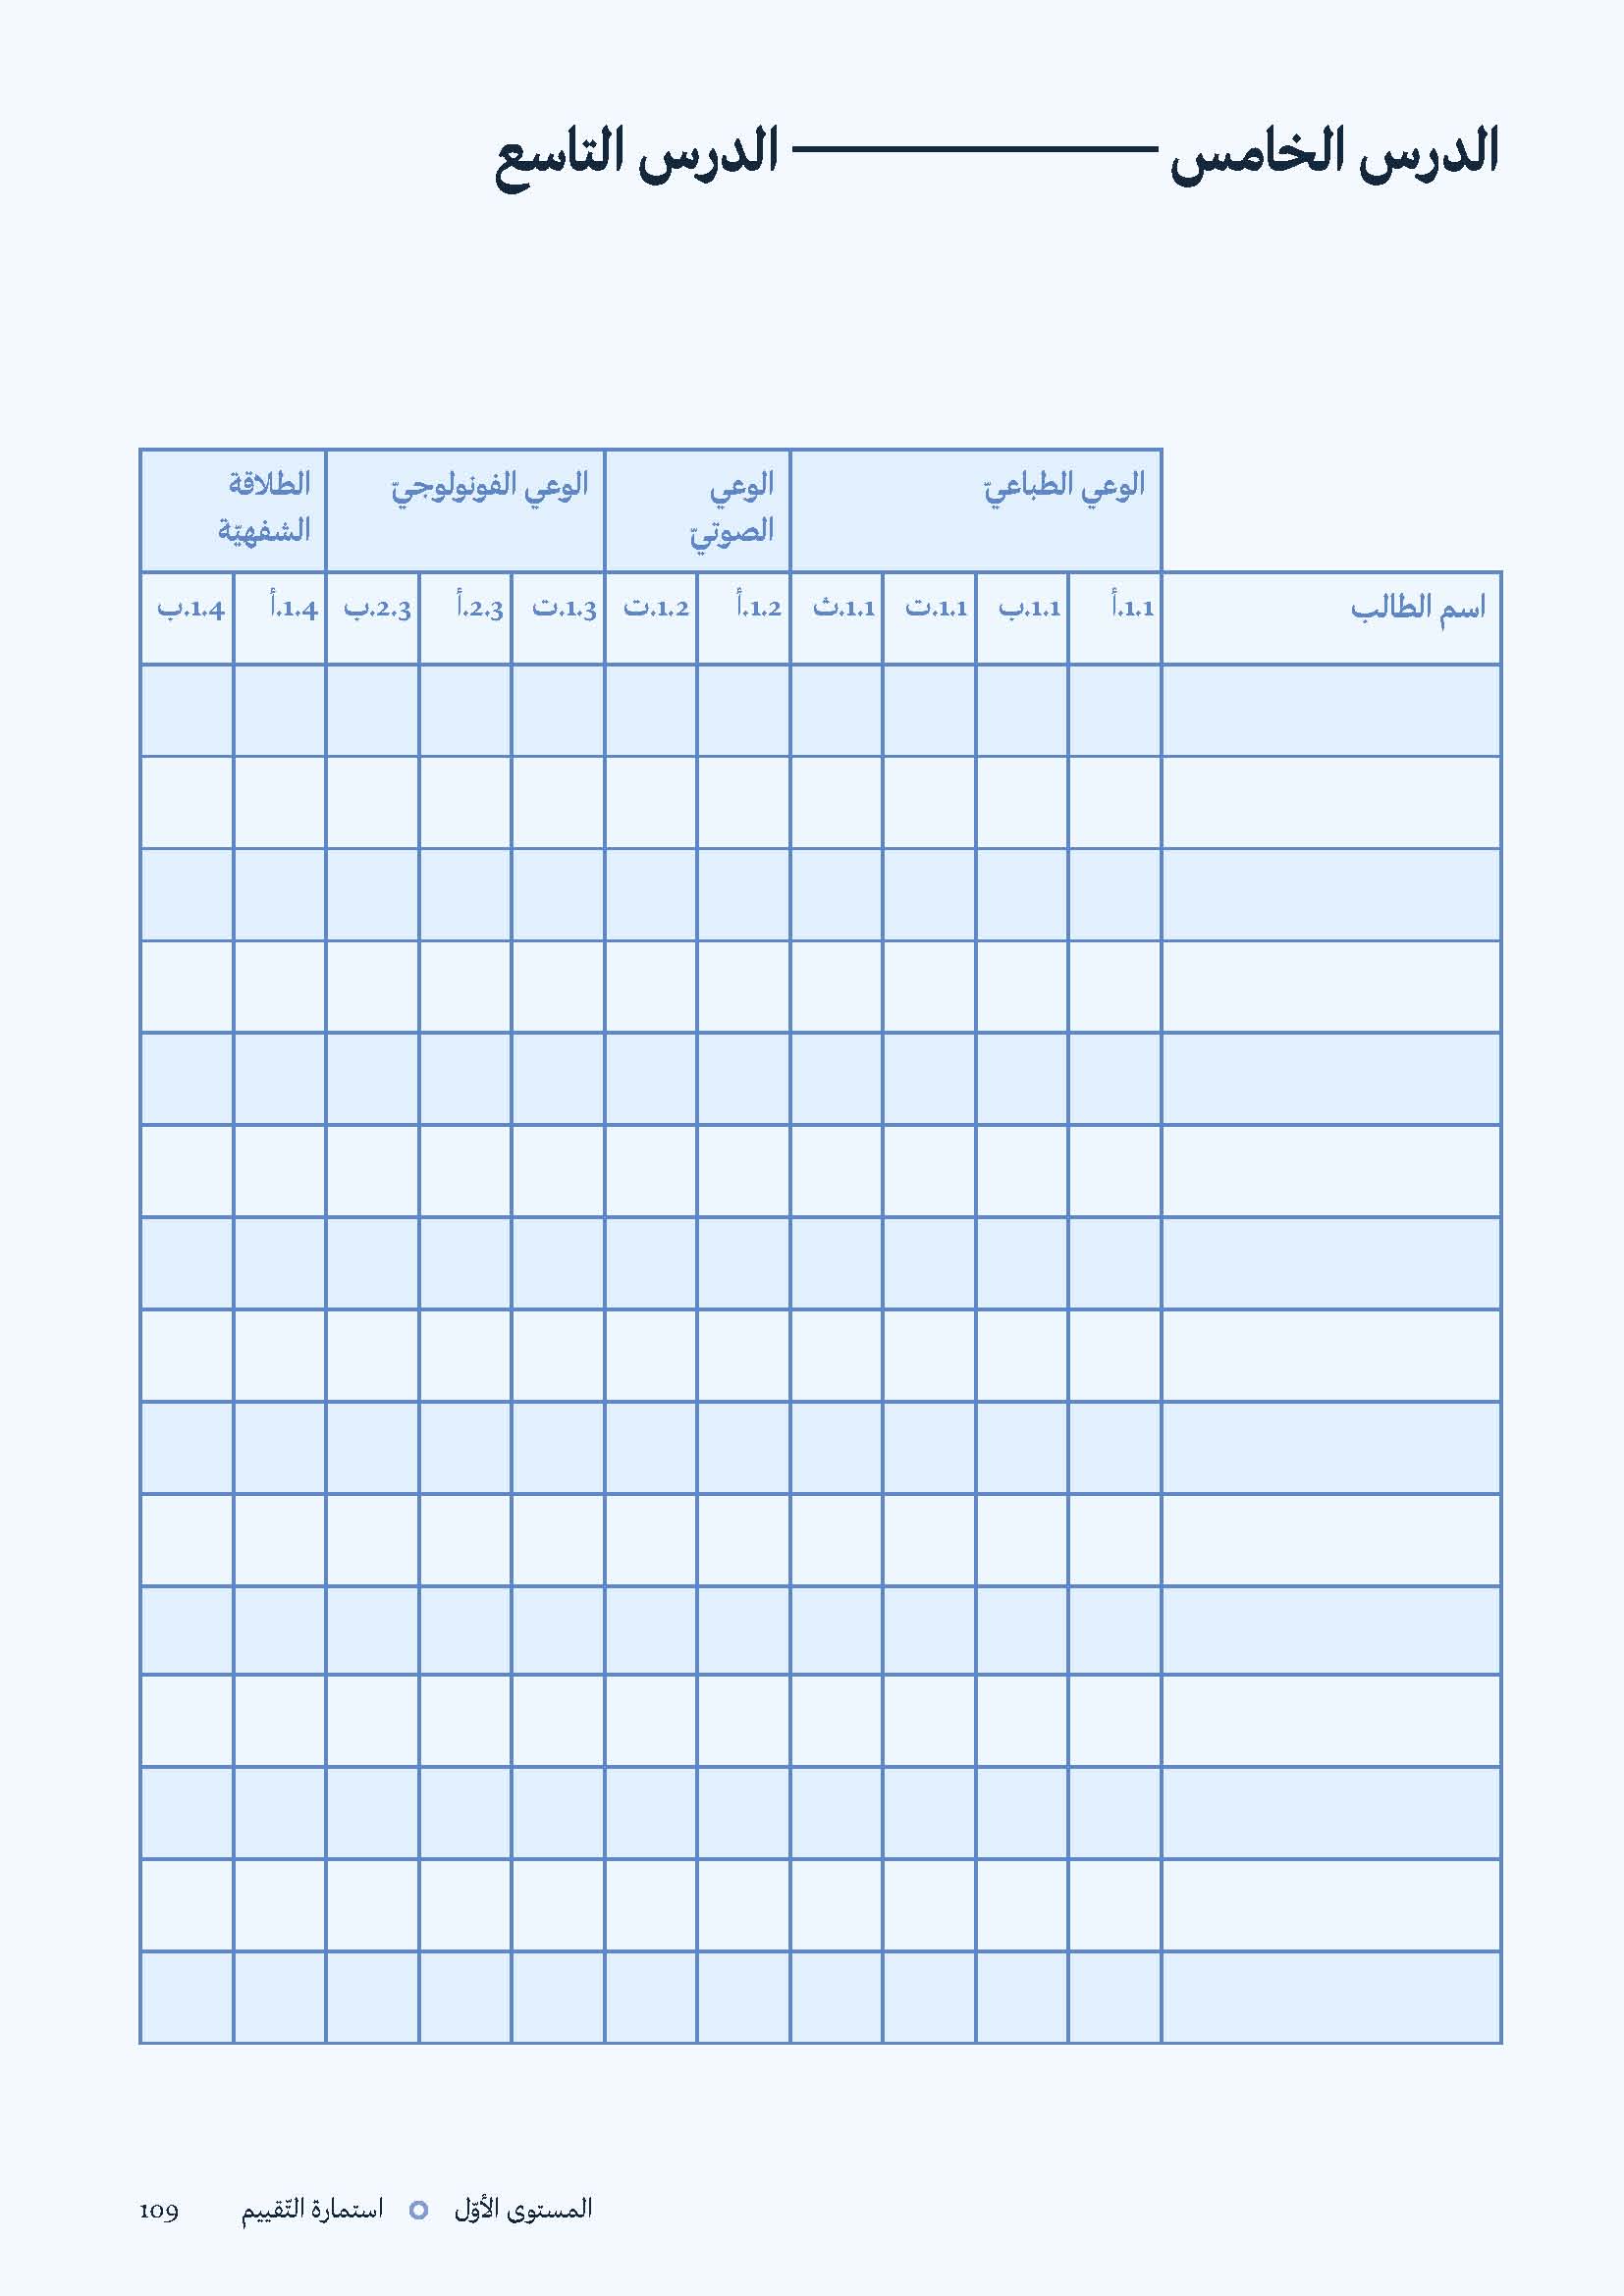 الدرس الخامس ــــــــــــ الدرس التاسع
الوعي الطباعيّ
الوعي
الصوتيّ
الوعي الفونولوجيّ
الطلاقة
الشفهيّة
اسم الطالب
1.1.أ
1.1.ب
1.1.ت
1.1.ث
1.2.أ
1.2.ت
1.3.ت
2.3.أ
2.3.ب
1.4.أ
1.4.ب
المستوى الأوّل استمارة التّقييم 109